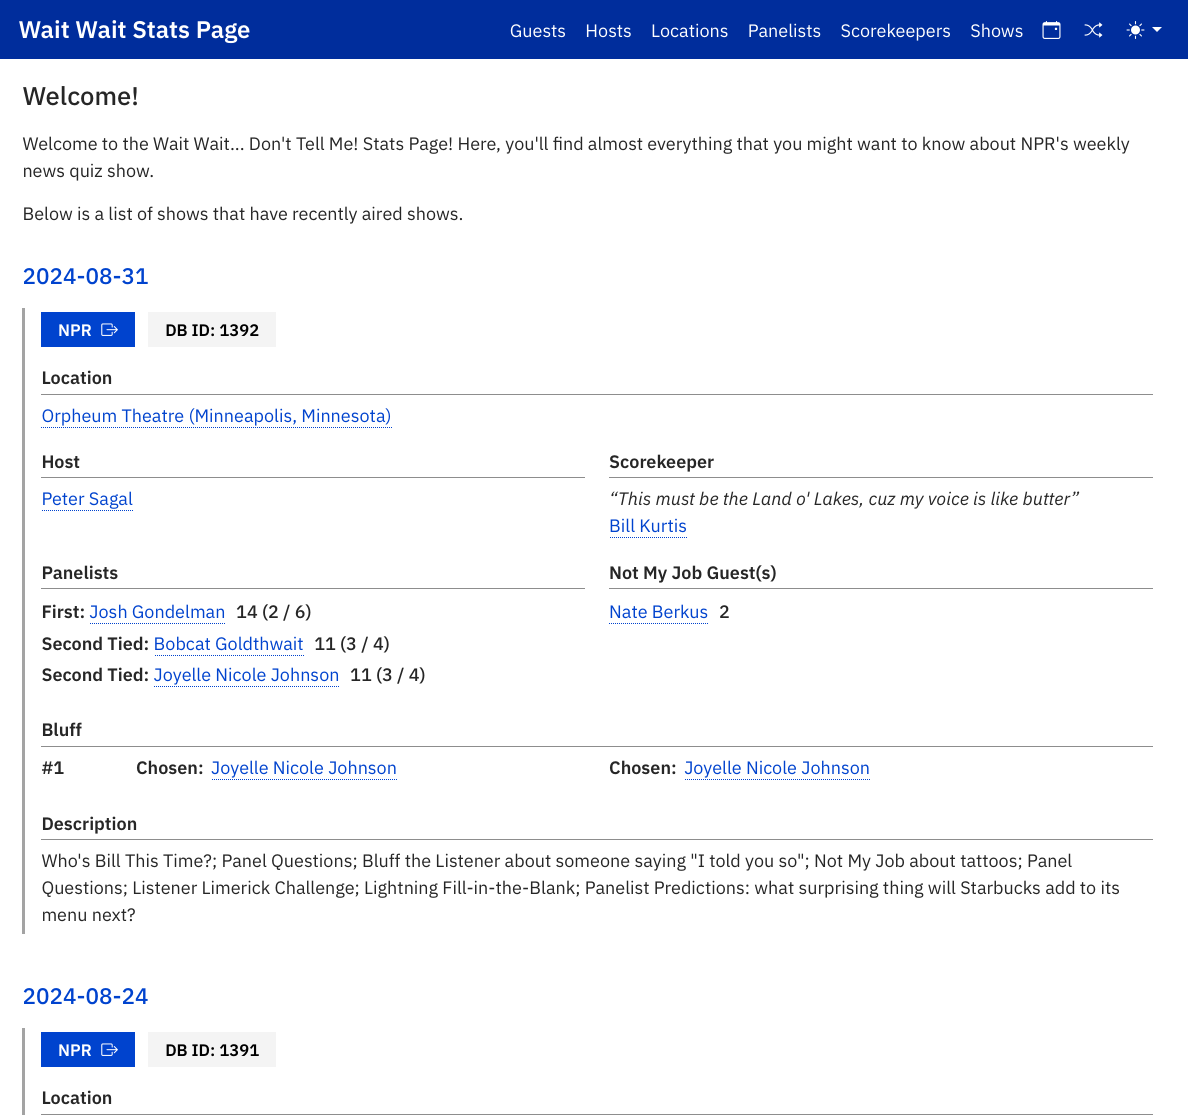 Wait Wait Stats Page
Guests Hosts Locations Panelists Scorekeepers Shows
Welcome!
Welcome to the Wait Wait... Don't Tell Me! Stats Page! Here, you'll find almost everything that you might want to know about NPR's weekly
news quiz show.
Below is a list of shows that have recently aired shows.
2024-08-31
NPR DB ID: 1392
Location
Orpheum Theatre (Minneapolis, Minnesota)
Host
Peter Sagal
Scorekeeper
“This must be the Land o' Lakes, cuz my voice is like butter”
Bill Kurtis
Panelists
First: Josh Gondelman 14 (2 / 6)
Second Tied: Bobcat Goldthwait 11 (3 / 4)
Second Tied: Joyelle Nicole Johnson 11 (3 / 4)
Not My Job Guest(s)
Nate Berkus 2
Bluff
#1 Chosen: Joyelle Nicole Johnson Chosen: Joyelle Nicole Johnson
Description
Who's Bill This Time?; Panel Questions; Bluff the Listener about someone saying "I told you so"; Not My Job about tattoos; Panel
Questions; Listener Limerick Challenge; Lightning Fill-in-the-Blank; Panelist Predictions: what surprising thing will Starbucks add to its
menu next?
2024-08-24
NPR DB ID: 1391
Location